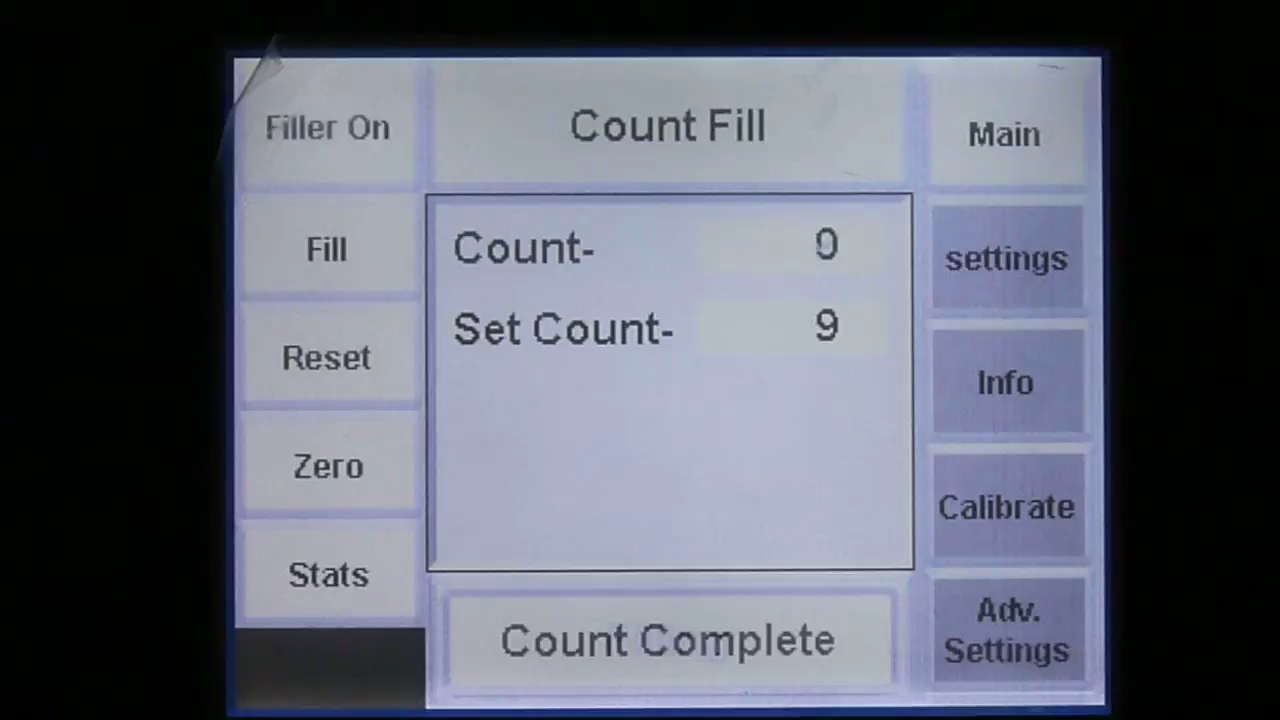 Filler On
Count Fill
Main
Fill
Count- 0
settings
Set Count- 9
Reset
Info
Zero
Calibrate
Stats
Count Complete
Adv.
Settings